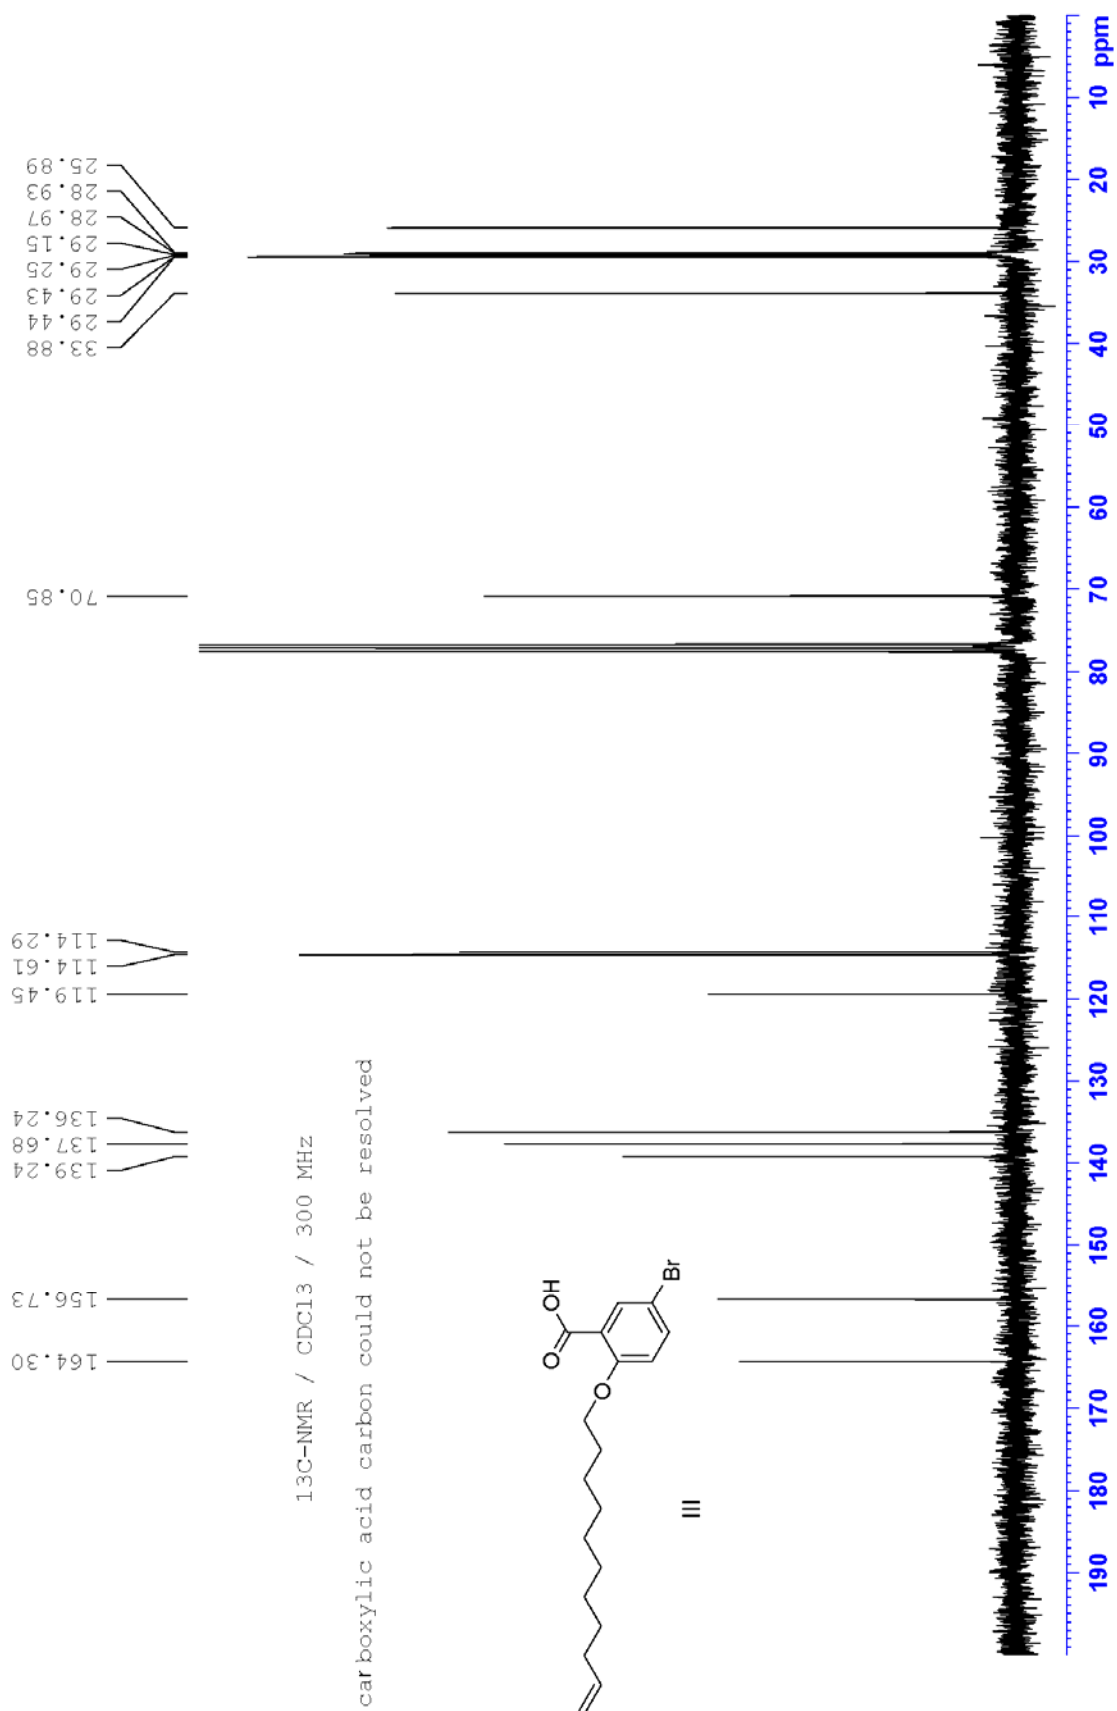 164.30
156.73
139.24
137.68
136.24
119.45
114.61
114.29
70.85
33.88
29.44
29.43
29.25
29.15
28.97
28.93
25.89
13C-NMR / CDCl3 / 300 MHz
carboxylic acid carbon could not be resolved
O
OH
O
Br
III
190 180 170 160 150 140 130 120 110 100 90 80 70 60 50 40 30 20 10 ppm